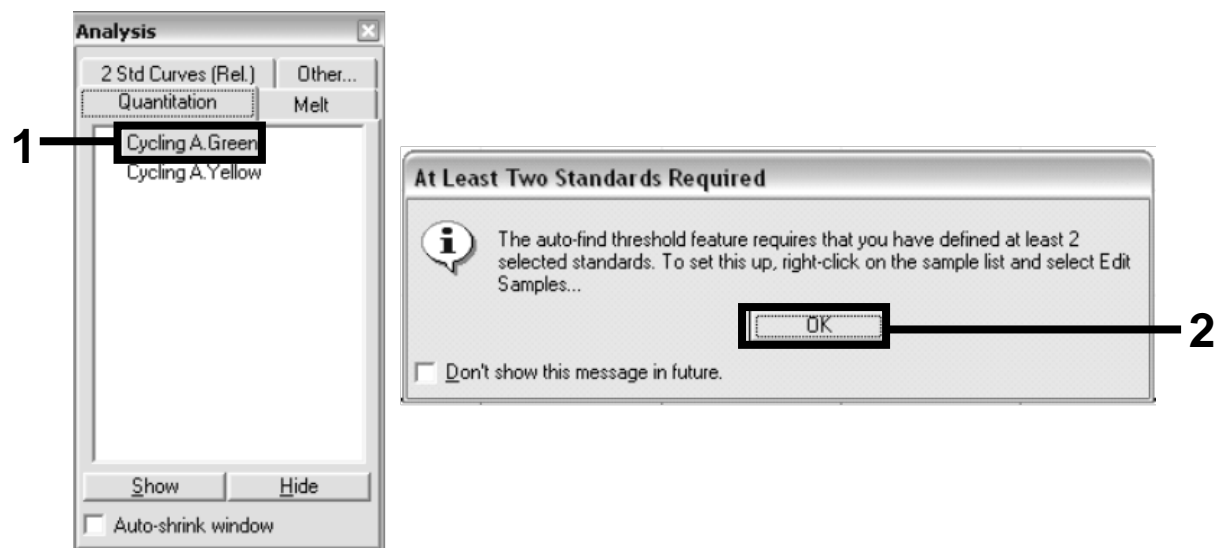 Analysis
2 Std Curves (Rel.) Other...
Quantitation Melt
1
Cycling A.Green
Cycling A.Yellow
Show Hide
Auto-shrink window
At Least Two Standards Required
The auto-find threshold feature requires that you have defined at least 2
selected standards. To set this up, right-click on the sample list and select Edit
Samples...
OK
2
Don't show this message in future.